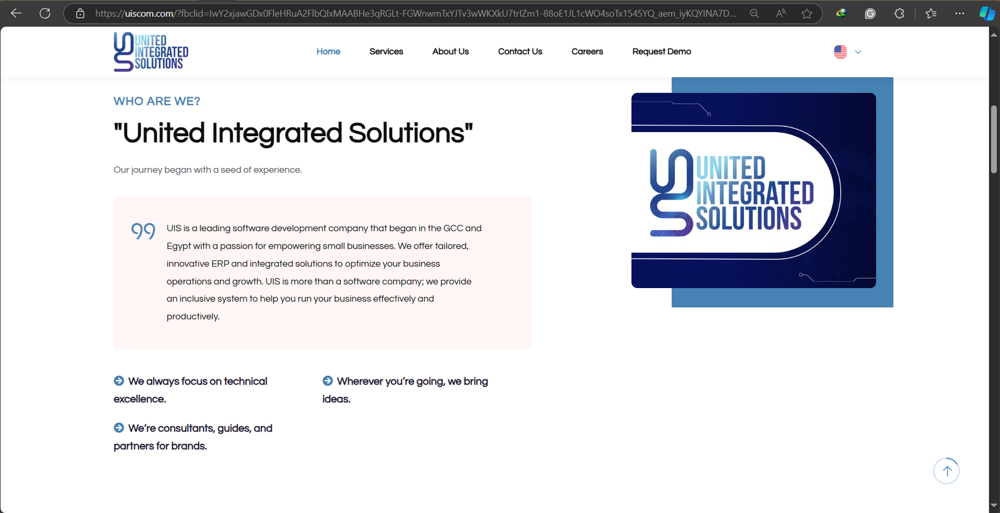 https://uiscom.com/?fbclid=IwY2xjawGDx0FleHRuA2FlbQIxMAABHe3qRGLt-FGWnwmTxYJTv3wWKXkU7trIZm1-88oE1JL1cWO4soTx1545YQ_aem_iyKQYINA7D...
UNITED
INTEGRATED
SOLUTIONS
Home Services About Us Contact Us Careers Request Demo
WHO ARE WE?
"United Integrated Solutions"
Our journey began with a seed of experience.
UIS is a leading software development company that began in the GCC and
Egypt with a passion for empowering small businesses. We offer tailored,
innovative ERP and integrated solutions to optimize your business
operations and growth. UIS is more than a software company; we provide
an inclusive system to help you run your business effectively and
productively.
We always focus on technical
excellence.
Wherever you’re going, we bring
ideas.
We’re consultants, guides, and
partners for brands.
UNITED
INTEGRATED
SOLUTIONS